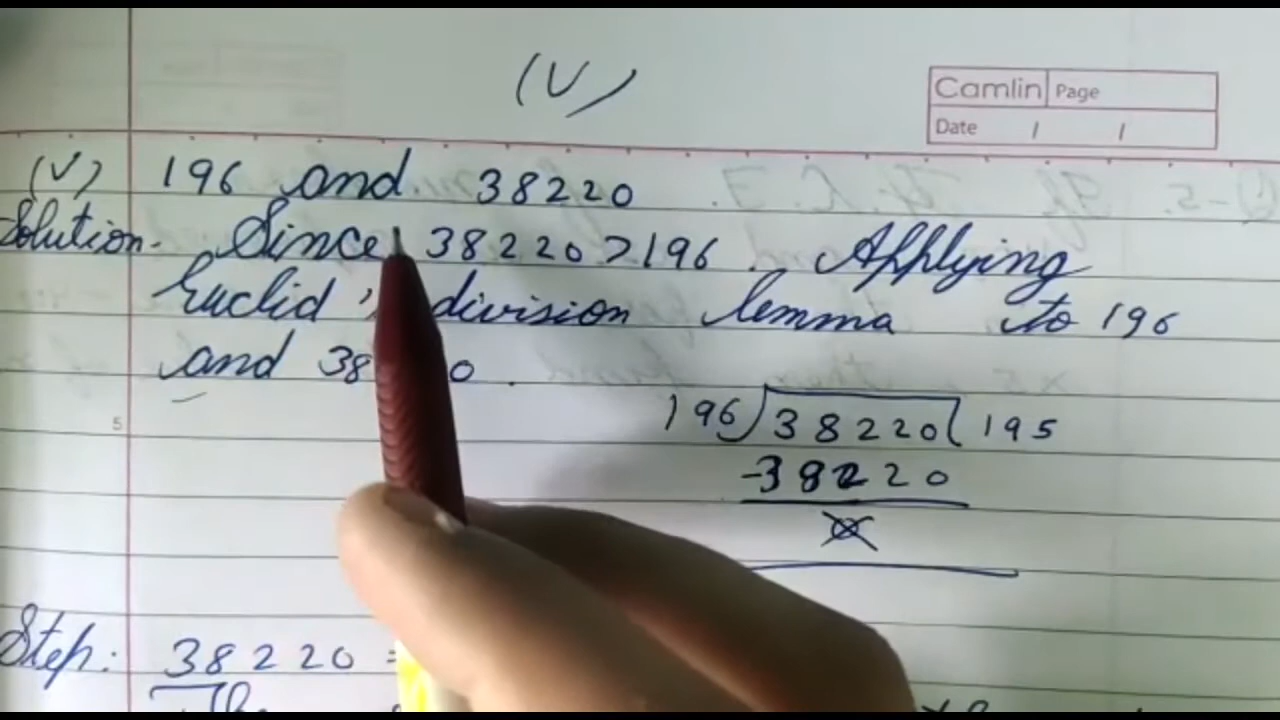 (V)
Camlin Page
Date / /
(V) 196 and 38220
Solution. Since 38220 > 196. Applying
Euclid's division lemma to 196
and 38 0.
196)38220(195
-38220
0
5
Step: 38220 =